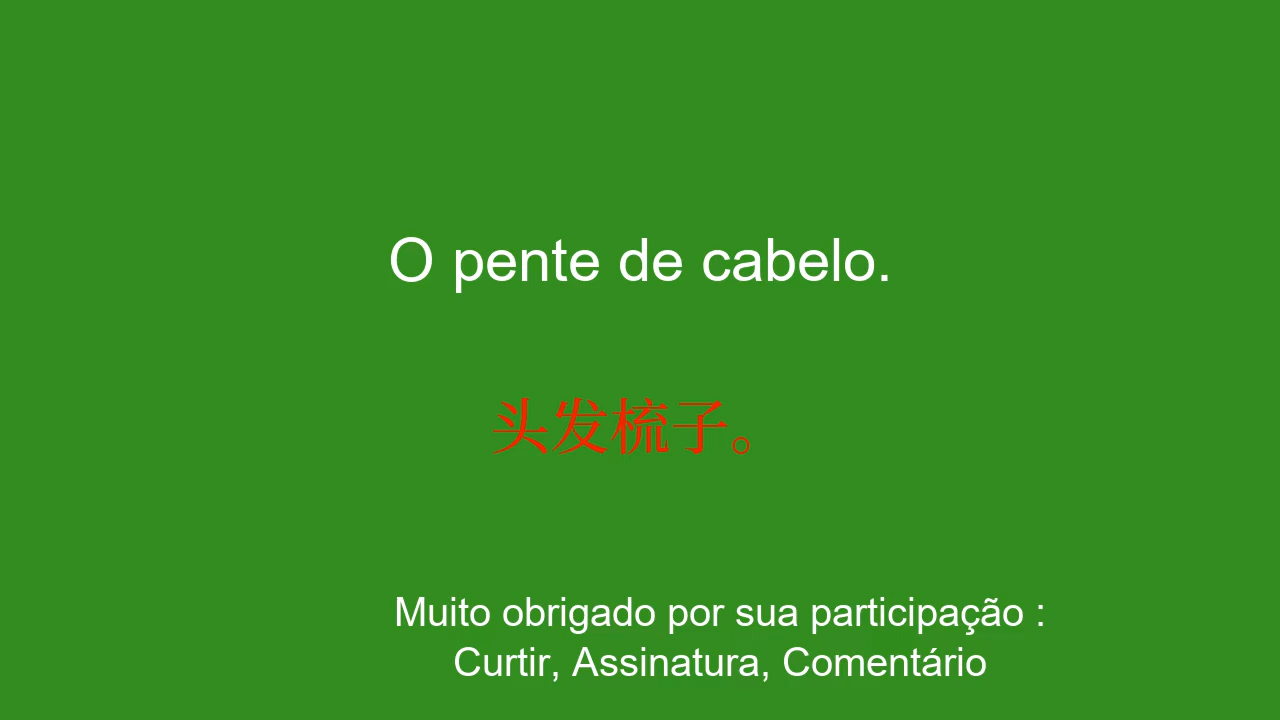 O pente de cabelo.
头发梳子。
Muito obrigado por sua participação :
Curtir, Assinatura, Comentário